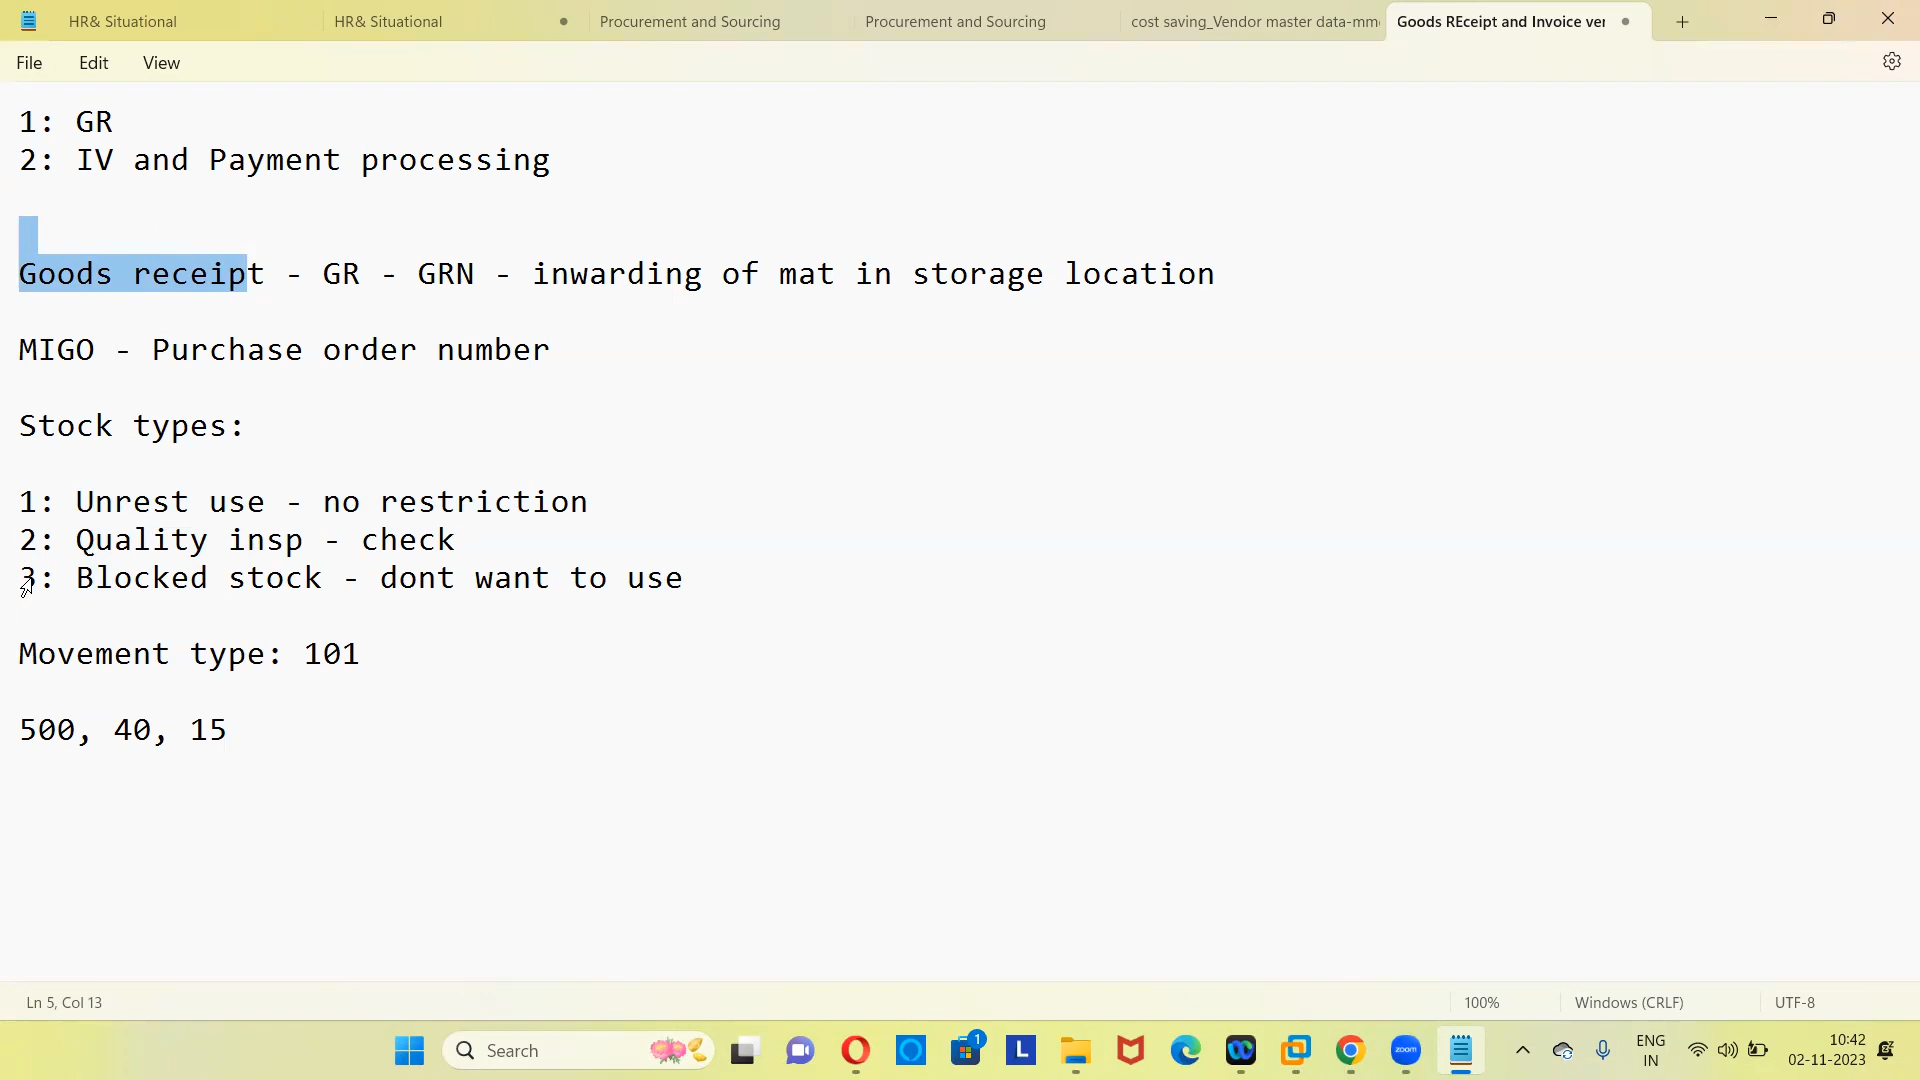 HR& Situational
HR& Situational
Procurement and Sourcing
Procurement and Sourcing
cost saving_Vendor master data-mm
Goods REceipt and Invoice ver
File Edit View
1: GR
2: IV and Payment processing
Goods receipt - GR - GRN - inwarding of mat in storage location
MIGO - Purchase order number
Stock types:
1: Unrest use - no restriction
2: Quality insp - check
3: Blocked stock - dont want to use
Movement type: 101
500, 40, 15
Ln 5, Col 13
100%
Windows (CRLF)
UTF-8
Search
1
L
zoom
ENG
IN
10:42
02-11-2023